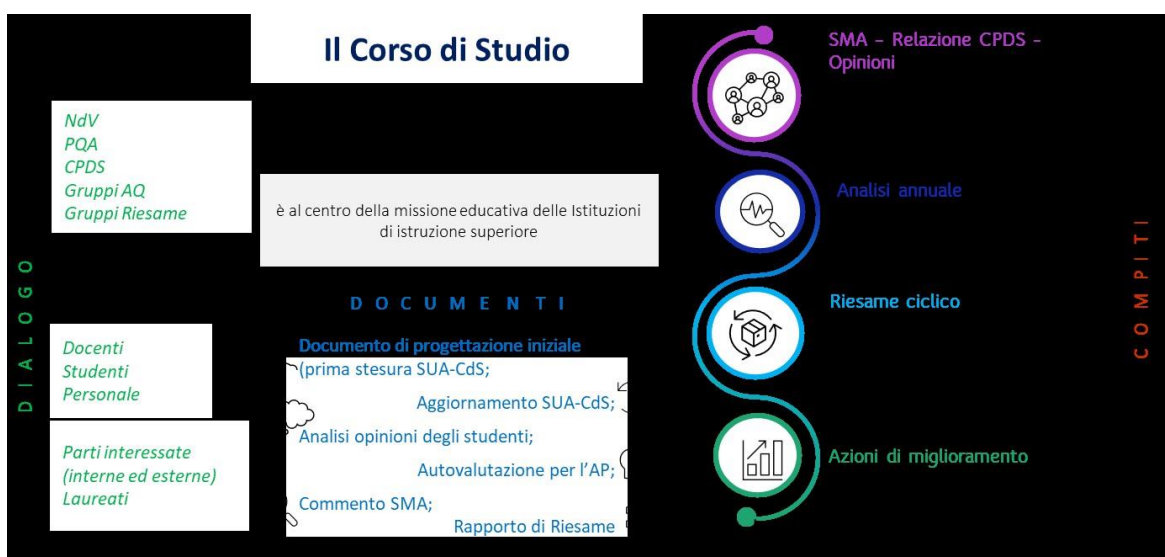 Il Corso di Studio
NdV
PQA
CPDS
Gruppi AQ
Gruppi Riesame
è al centro della missione educativa delle Istituzioni
di istruzione superiore
DIALOGO
Docenti
Studenti
Personale
Parti interessate
(interne ed esterne)
Laureati
DOCUMENTI
Documento di progettazione iniziale
(prima stesura SUA-CdS;
Aggiornamento SUA-CdS;
Analisi opinioni degli studenti;
Autovalutazione per l'AP;
Commento SMA;
Rapporto di Riesame
SMA – Relazione CPDS –
Opinioni
Analisi annuale
Riesame ciclico
Azioni di miglioramento
COMPITI